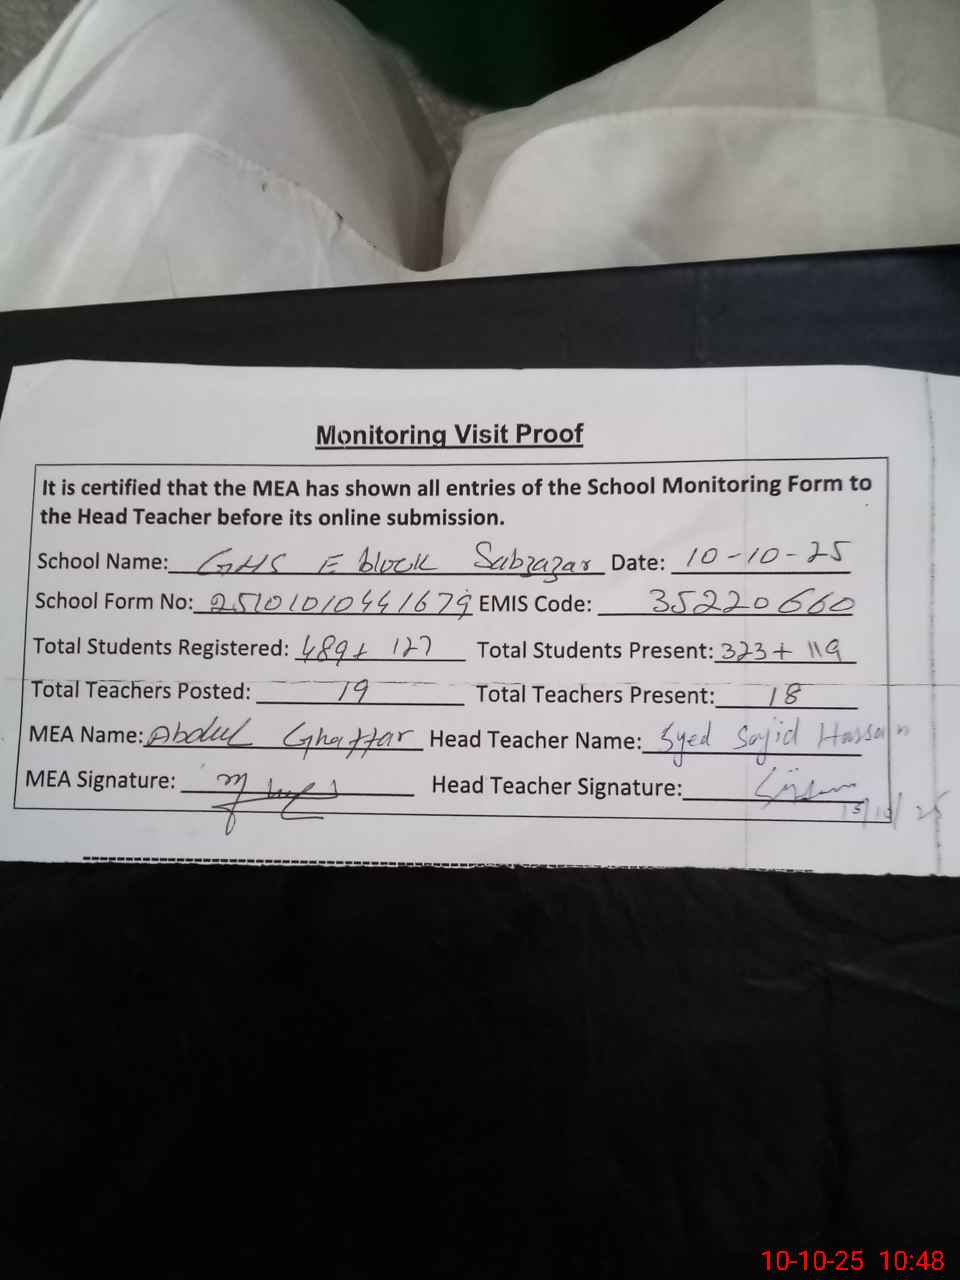 Monitoring Visit Proof
It is certified that the MEA has shown all entries of the School Monitoring Form to
the Head Teacher before its online submission.
School Name: GHS E block Sabzazar Date: 10-10-25
School Form No: 25101010441679 EMIS Code: 35220660
Total Students Registered: 489+ 127 Total Students Present: 323+ 119
Total Teachers Posted: 19 Total Teachers Present: 18
MEA Name: Abdul Ghaffar Head Teacher Name: Syed Sajid Hassan
MEA Signature: Head Teacher Signature:
10-10-25 10:48